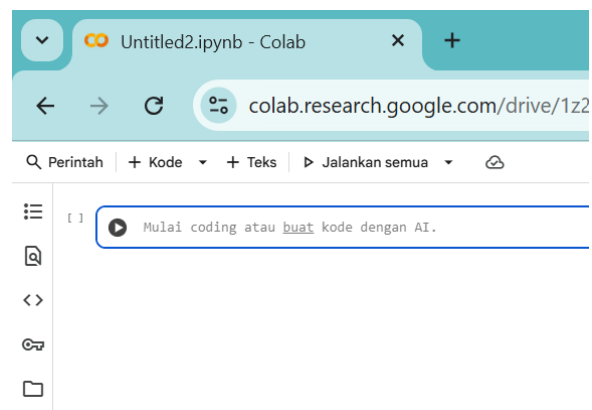 Untitled2.ipynb - Colab
colab.research.google.com/drive/1z2
Perintah + Kode + Teks Jalankan semua
[ ] Mulai coding atau buat kode dengan AI.